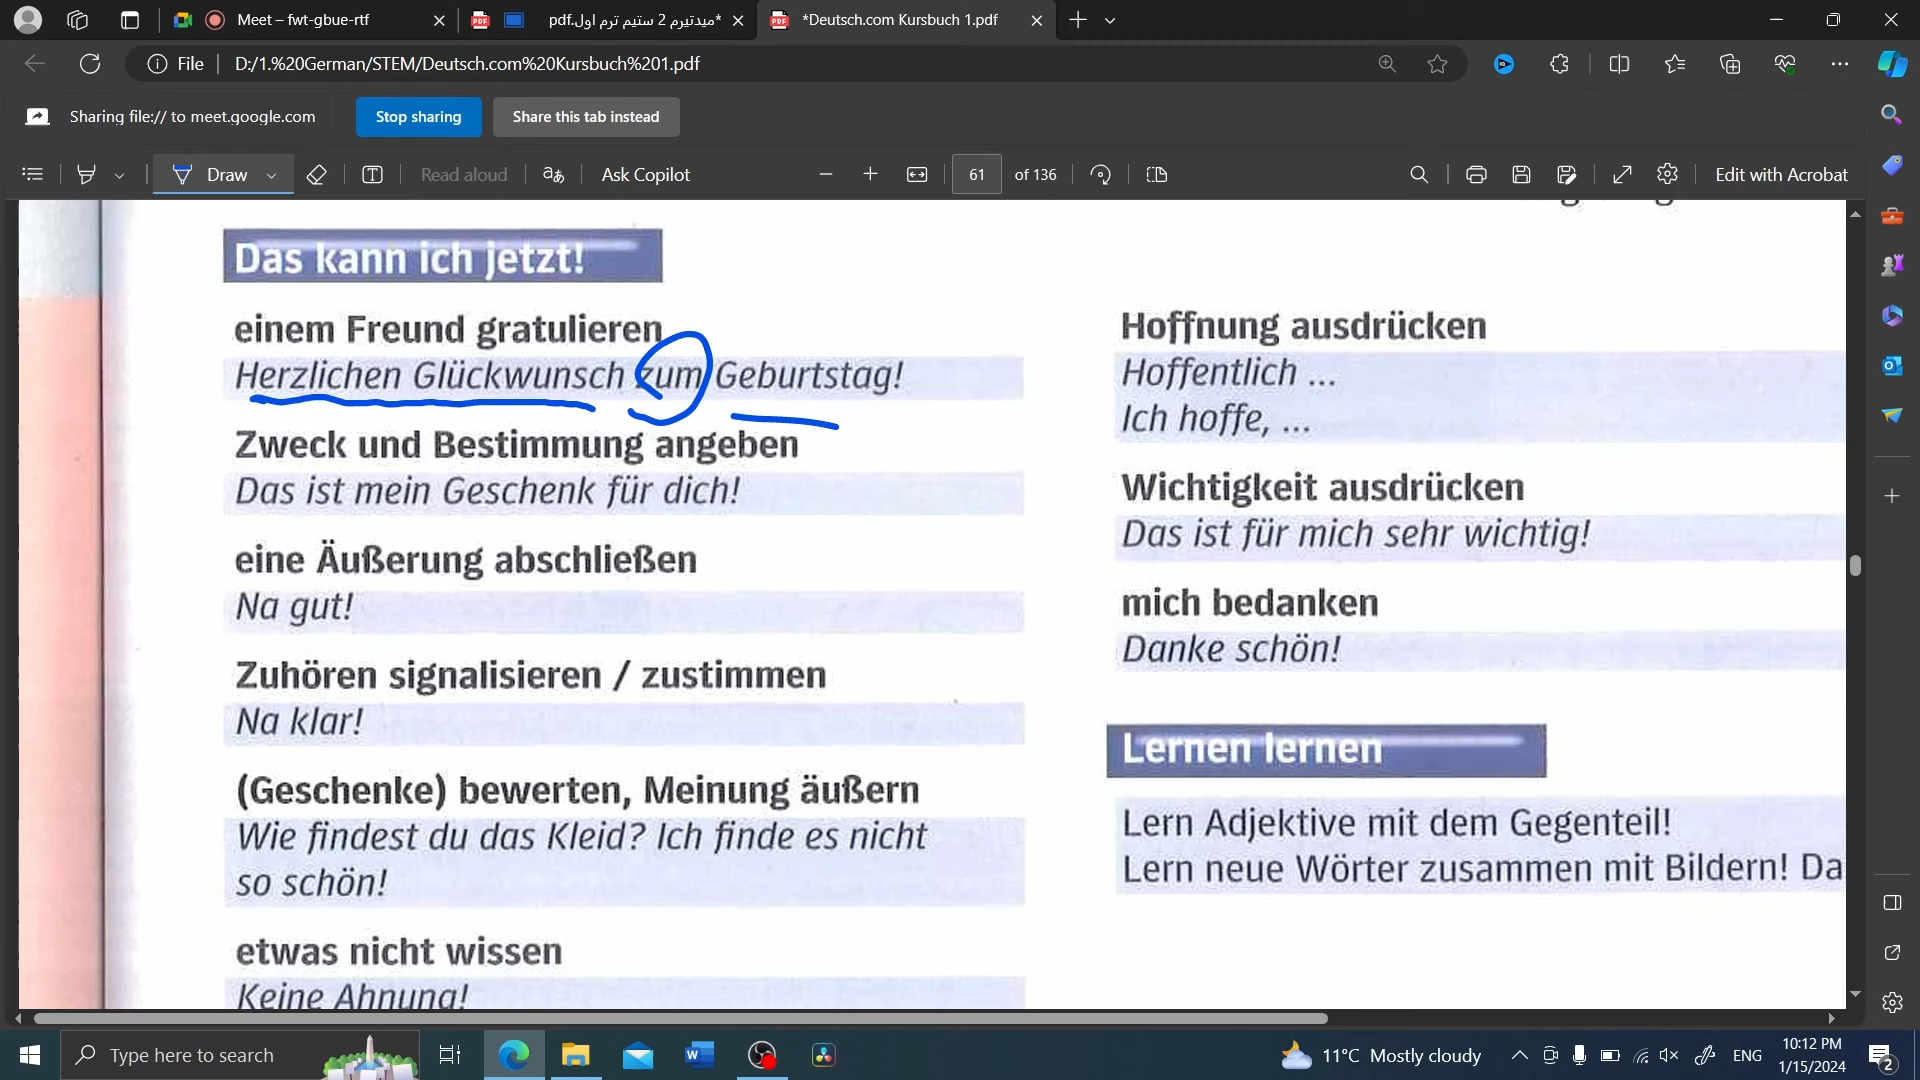 Meet – fwt-gbue-rtf
ميدتيرم 2 ستيم ترم اول.pdf*
*Deutsch.com Kursbuch 1.pdf
File
D:/1.%20German/STEM/Deutsch.com%20Kursbuch%201.pdf
Sharing file:// to meet.google.com
Stop sharing
Share this tab instead
Draw
Read aloud
Ask Copilot
61
of 136
Edit with Acrobat
Das kann ich jetzt!
einem Freund gratulieren
Herzlichen Glückwunsch zum Geburtstag!
Zweck und Bestimmung angeben
Das ist mein Geschenk für dich!
eine Äußerung abschließen
Na gut!
Zuhören signalisieren / zustimmen
Na klar!
(Geschenke) bewerten, Meinung äußern
Wie findest du das Kleid? Ich finde es nicht
so schön!
etwas nicht wissen
Keine Ahnung!
Hoffnung ausdrücken
Hoffentlich ...
Ich hoffe, ...
Wichtigkeit ausdrücken
Das ist für mich sehr wichtig!
mich bedanken
Danke schön!
Lernen lernen
Lern Adjektive mit dem Gegenteil!
Lern neue Wörter zusammen mit Bildern! Da
Type here to search
11°C Mostly cloudy
ENG
10:12 PM
1/15/2024
2